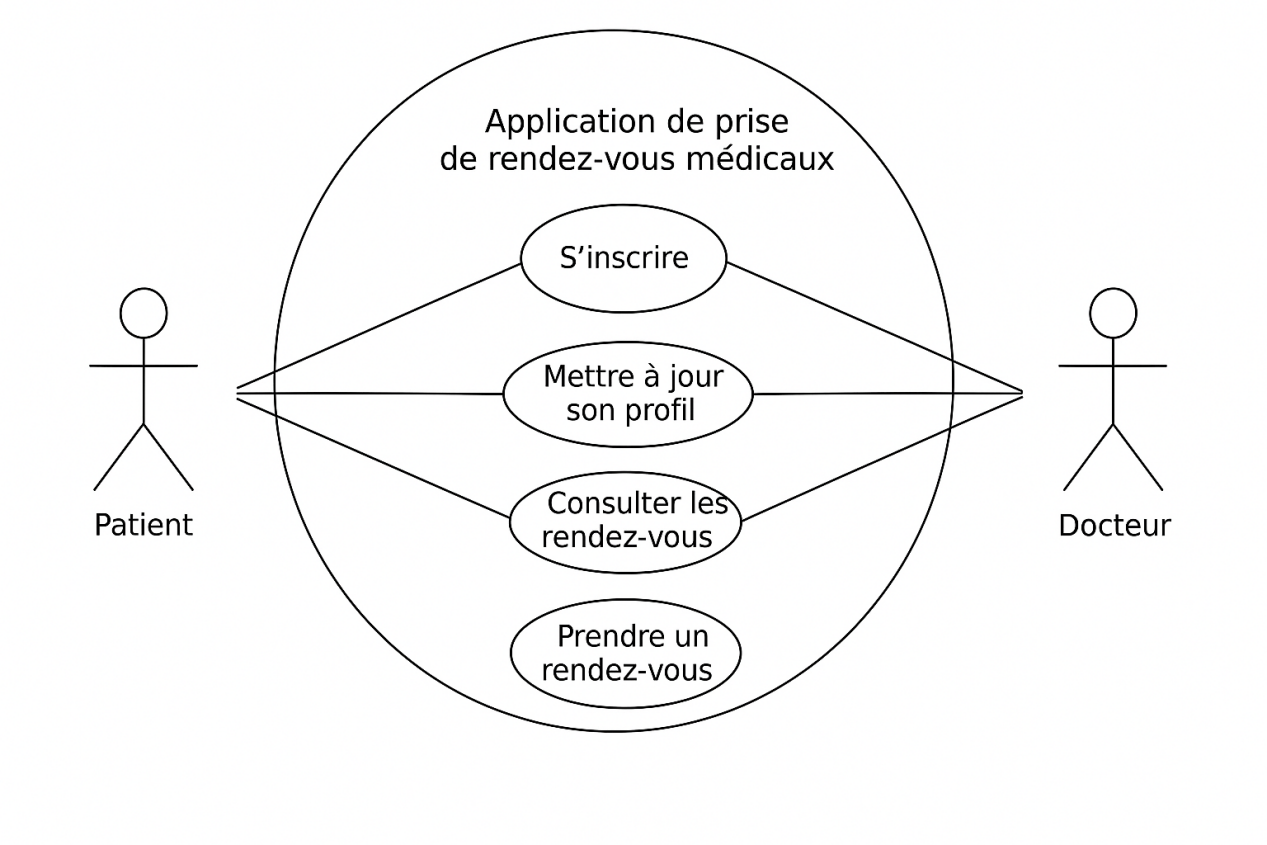 Application de prise
de rendez-vous médicaux
S’inscrire
Mettre à jour
son profil
Consulter les
rendez-vous
Patient
Docteur
Prendre un
rendez-vous